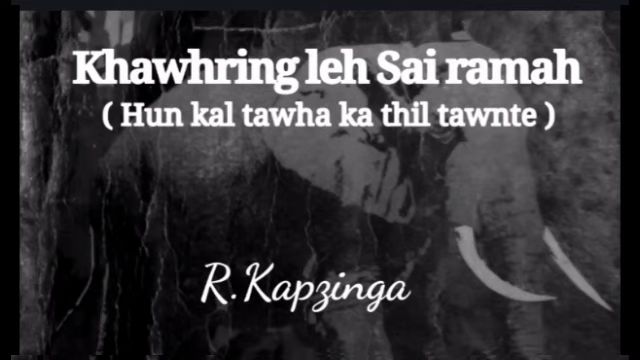 Khawhring leh Sai ramah
( Hun kal tawha ka thil tawnte )
R.Kapzinga